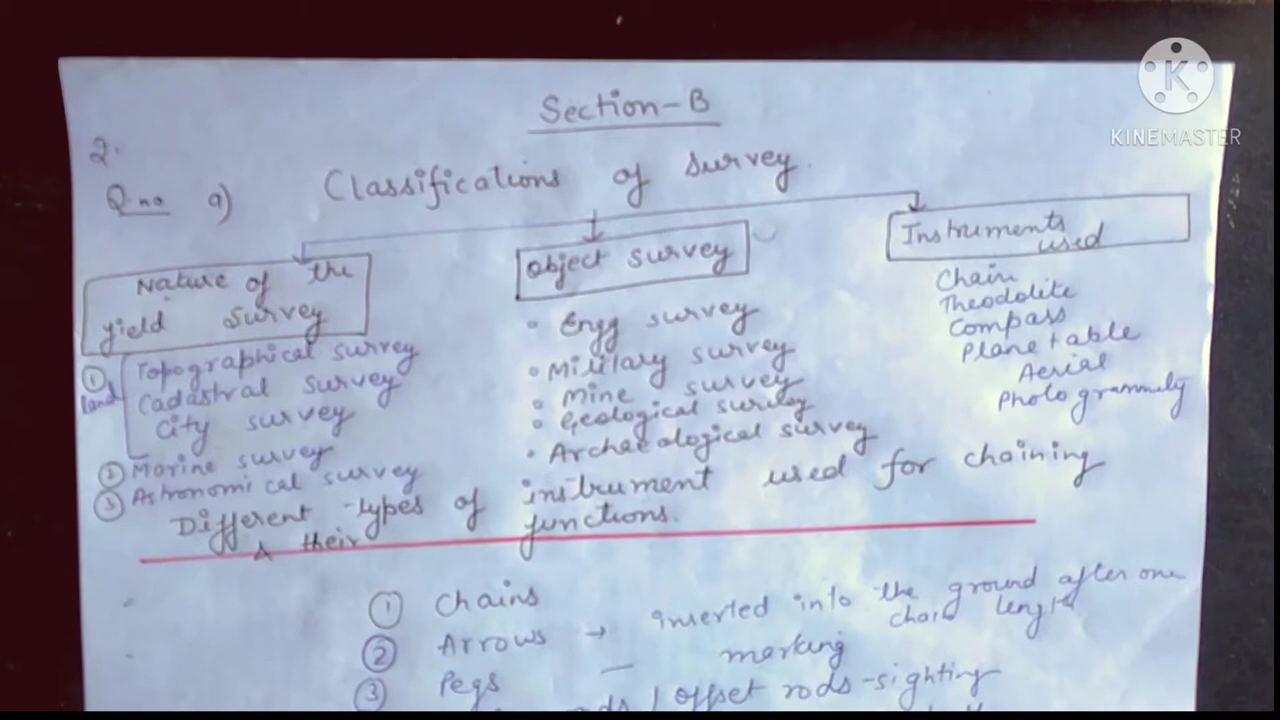 KINEMASTER
Section-B
2.
Q.no a) Classifications of survey.
Nature of the
yield survey
① land
Topographical survey
Cadastral survey
City survey
② Marine survey
③ Astronomical survey
object survey
• Engg survey
• Military survey
• Mine survey
• Geological survey
• Archaeological survey
Instruments
used
Chain
Theodolite
Compass
Plane table
Aerial
Photogrammety
Different types of instrument used for chaining
& their functions.
① Chains
② Arrows → inserted into the ground after one
chain length
③ Pegs — marking
rods / offset rods - sighting